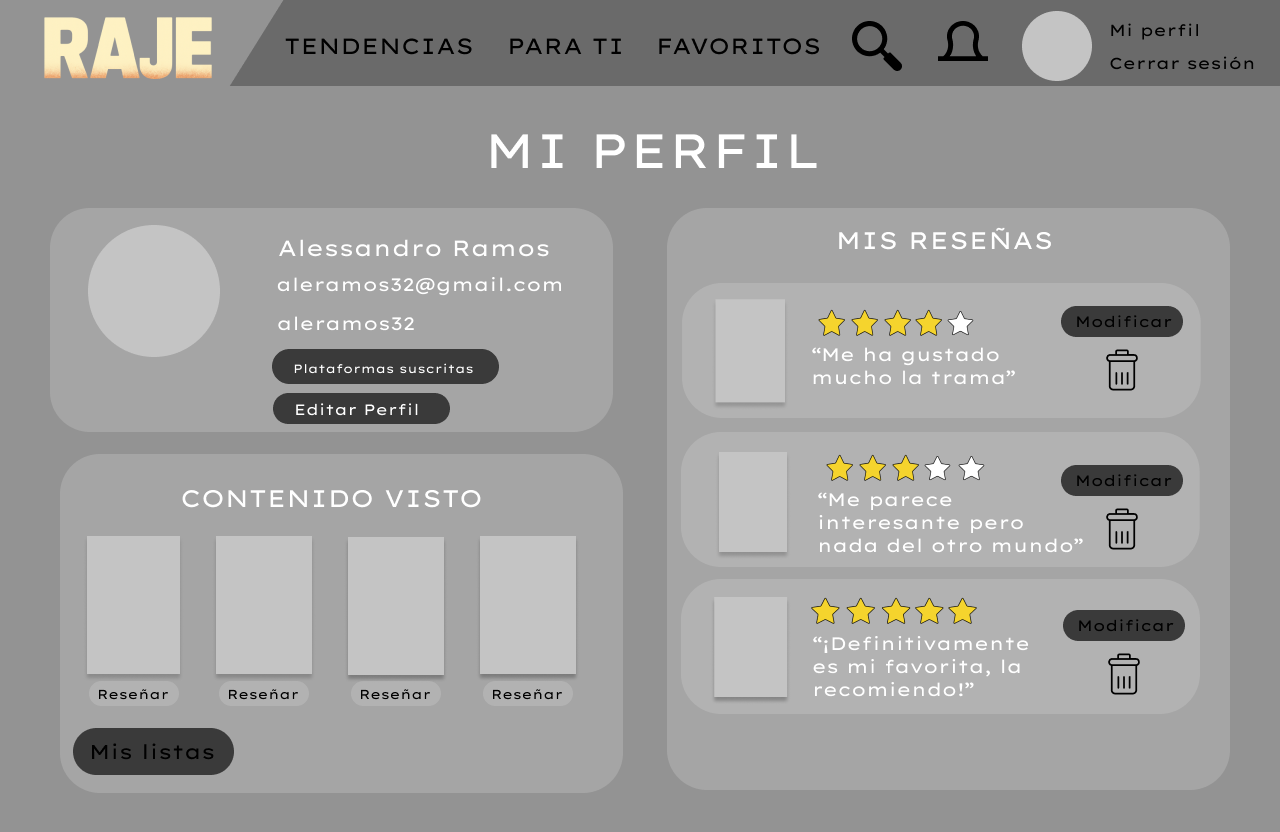 RAJE
TENDENCIAS
PARA TI
FAVORITOS
Mi perfil
Cerrar sesión
MI PERFIL
Alessandro Ramos
aleramos32@gmail.com
aleramos32
Plataformas suscritas
Editar Perfil
CONTENIDO VISTO
Reseñar
Reseñar
Reseñar
Reseñar
Mis listas
MIS RESEÑAS
“Me ha gustado
mucho la trama”
Modificar
“Me parece
interesante pero
nada del otro mundo”
Modificar
“¡Definitivamente
es mi favorita, la
recomiendo!”
Modificar